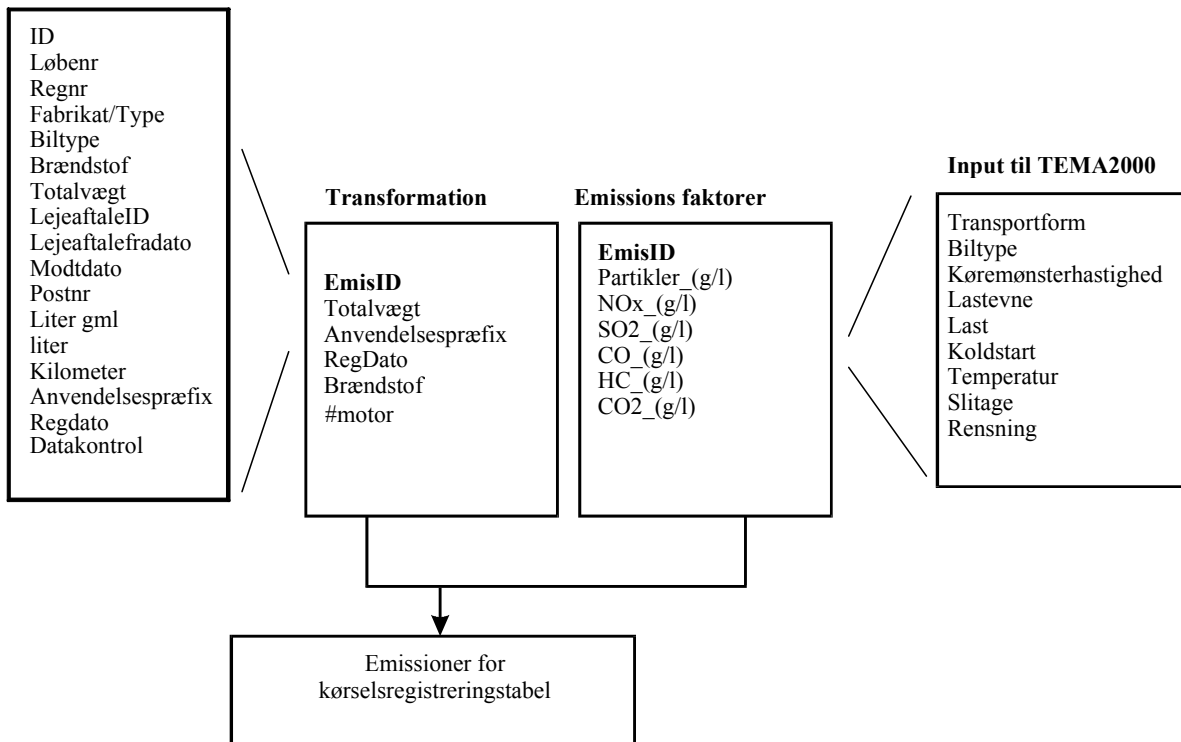 ID
Løbenr
Regnr
Fabrikat/Type
Biltype
Brændstof
Totalvægt
LejeaftaleID
Lejeaftalefradato
Modtdato
Postnr
Liter gml
liter
Kilometer
Anvendelsespræfix
Regdato
Datakontrol
Transformation
EmisID
Totalvægt
Anvendelsespræfix
RegDato
Brændstof
#motor
Emissions faktorer
EmisID
Partikler_(g/l)
NOx_(g/l)
SO2_(g/l)
CO_(g/l)
HC_(g/l)
CO2_(g/l)
Input til TEMA2000
Transportform
Biltype
Køremønsterhastighed
Lastevne
Last
Koldstart
Temperatur
Slitage
Rensning
Emissioner for
kørselsregistreringstabel